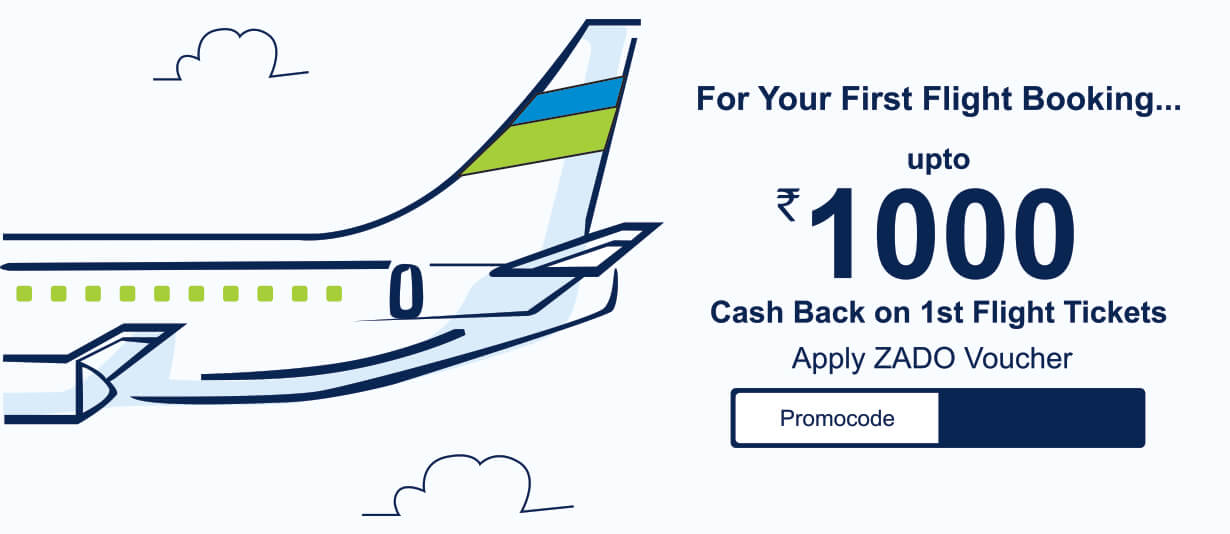 For Your First Flight Booking...
upto
₹1000
Cash Back on 1st Flight Tickets
Apply ZADO Voucher
Promocode